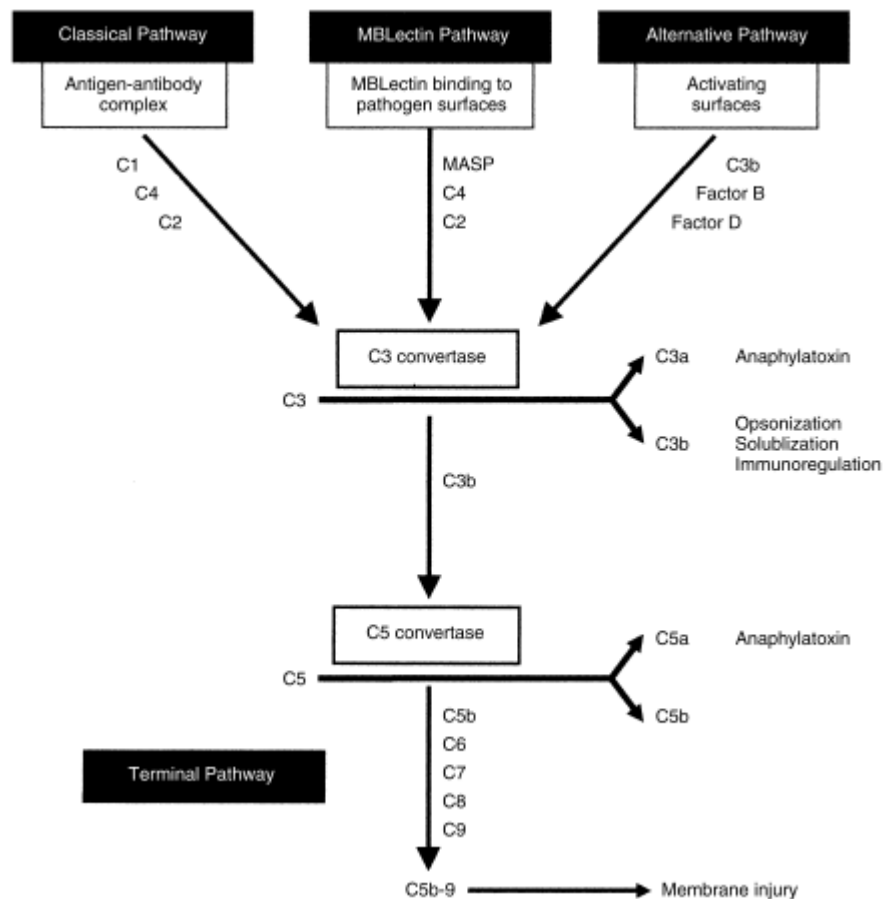 Classical Pathway
Antigen-antibody
complex
MBLectin Pathway
MBLectin binding to
pathogen surfaces
Alternative Pathway
Activating
surfaces
C1
C4
C2
MASP
C4
C2
C3b
Factor B
Factor D
C3 convertase
C3
C3a Anaphylatoxin
C3b
Opsonization
Solublization
Immunoregulation
C3b
C5 convertase
C5
C5a Anaphylatoxin
C5b
Terminal Pathway
C5b
C6
C7
C8
C9
C5b-9
Membrane injury